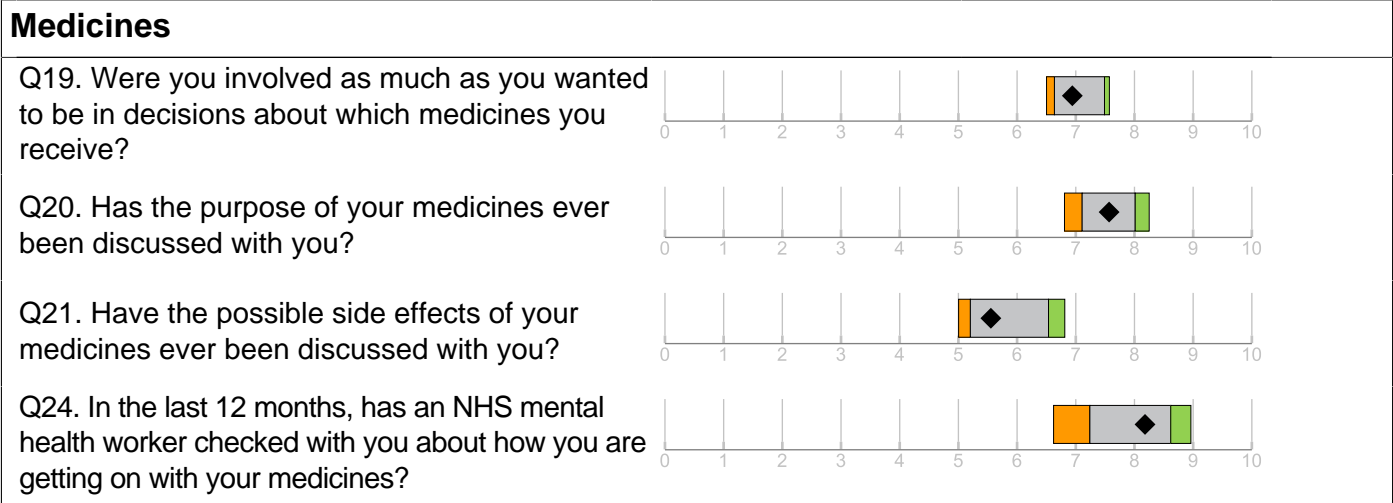 Medicines
Q19. Were you involved as much as you wanted
to be in decisions about which medicines you
receive?
0 1 2 3 4 5 6 7 8 9 10
Q20. Has the purpose of your medicines ever
been discussed with you?
0 1 2 3 4 5 6 7 8 9 10
Q21. Have the possible side effects of your
medicines ever been discussed with you?
0 1 2 3 4 5 6 7 8 9 10
Q24. In the last 12 months, has an NHS mental
health worker checked with you about how you are
getting on with your medicines?
0 1 2 3 4 5 6 7 8 9 10